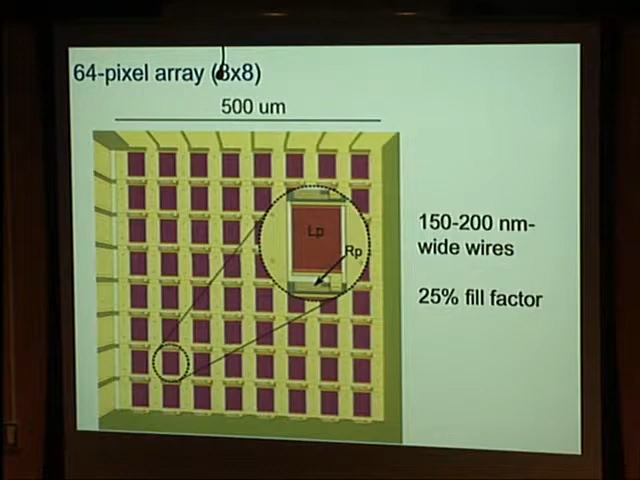 64-pixel array (8x8)
500 um
Lp
Rp
150-200 nm-
wide wires
25% fill factor